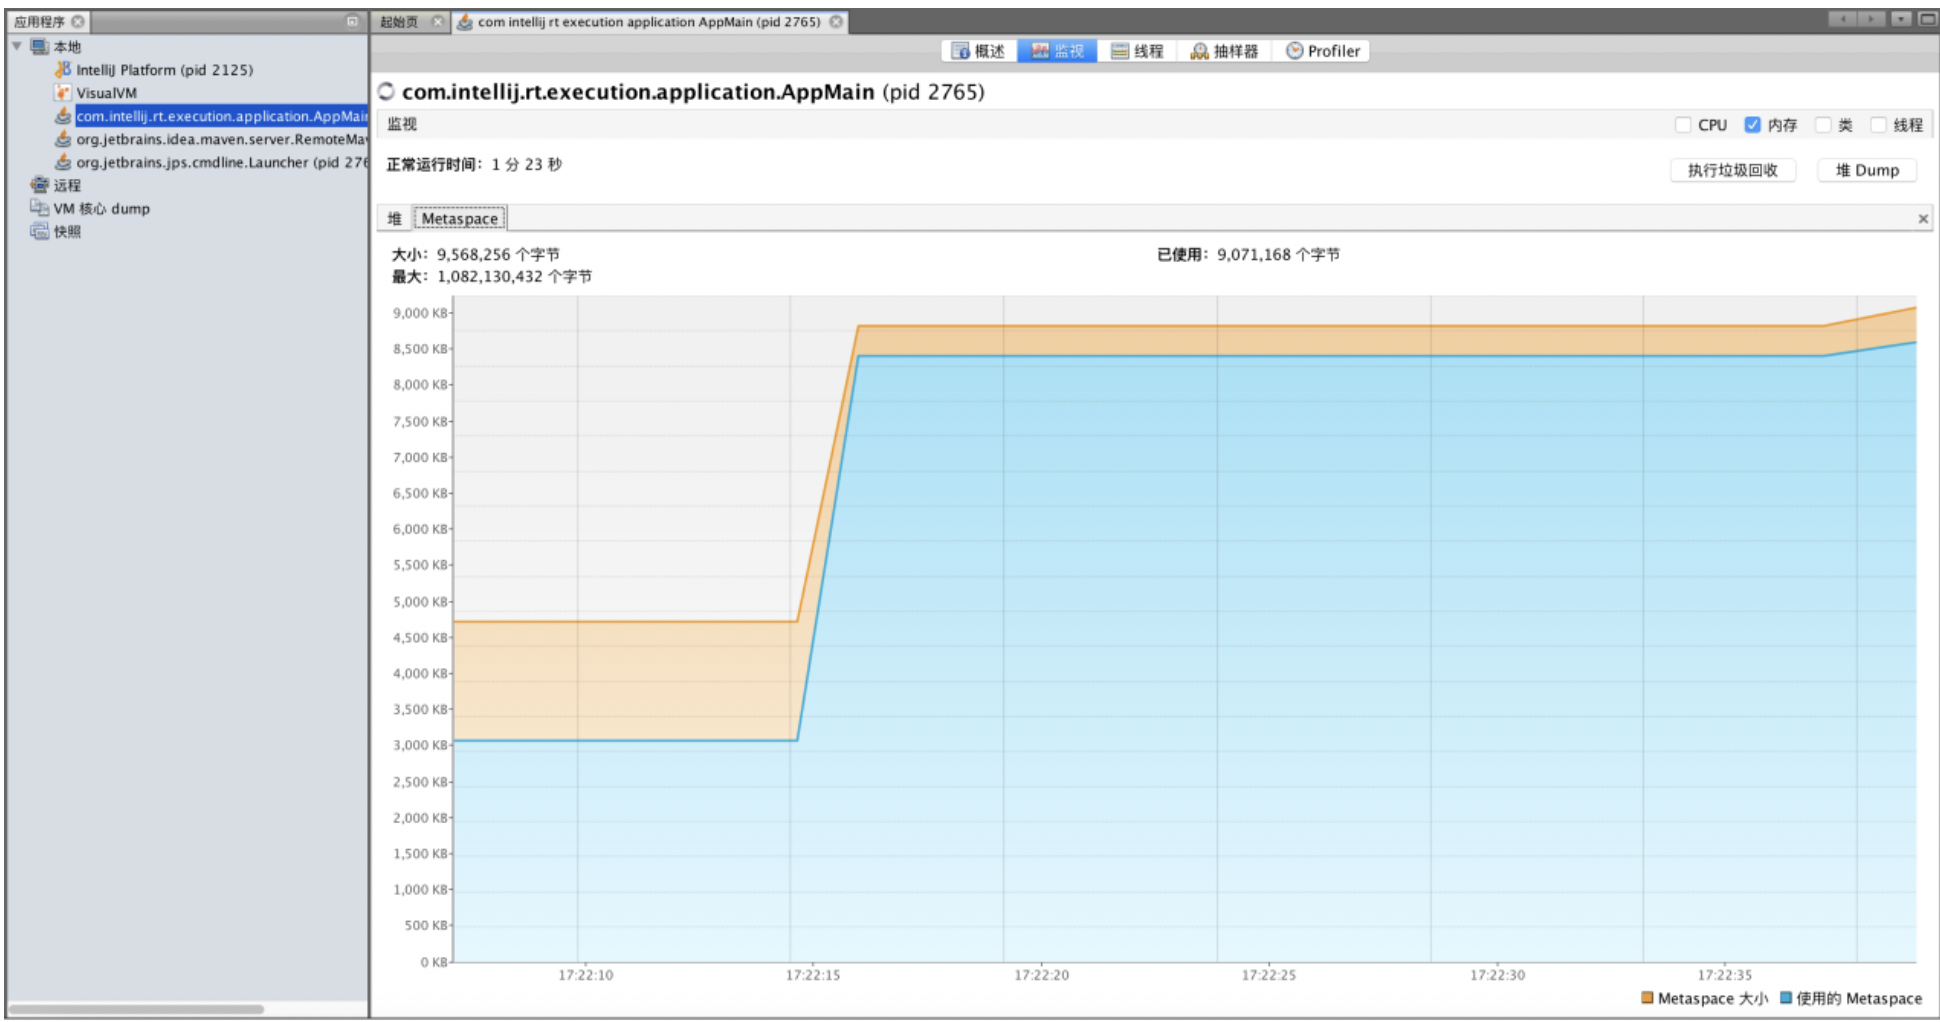 应用程序
起始页
com intellij rt execution application AppMain (pid 2765)
本地
IntelliJ Platform (pid 2125)
VisualVM
com.intellij.rt.execution.application.AppMai
org.jetbrains.idea.maven.server.RemoteMa
org.jetbrains.jps.cmdline.Launcher (pid 276
远程
VM 核心 dump
快照
概述 监视 线程 抽样器 Profiler
com.intellij.rt.execution.application.AppMain (pid 2765)
监视
CPU 内存 类 线程
正常运行时间：1 分 23 秒
执行垃圾回收 堆 Dump
堆 Metaspace
大小：9,568,256 个字节
已使用：9,071,168 个字节
最大：1,082,130,432 个字节
9,000 KB
8,500 KB
8,000 KB
7,500 KB
7,000 KB
6,500 KB
6,000 KB
5,500 KB
5,000 KB
4,500 KB
4,000 KB
3,500 KB
3,000 KB
2,500 KB
2,000 KB
1,500 KB
1,000 KB
500 KB
0 KB
17:22:10 17:22:15 17:22:20 17:22:25 17:22:30 17:22:35
Metaspace 大小 使用的 Metaspace